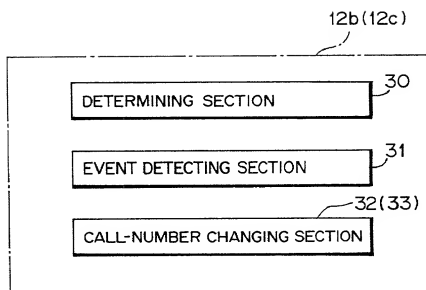 12b(12c)
30
DETERMINING SECTION
31
EVENT DETECTING SECTION
32(33)
CALL-NUMBER CHANGING SECTION